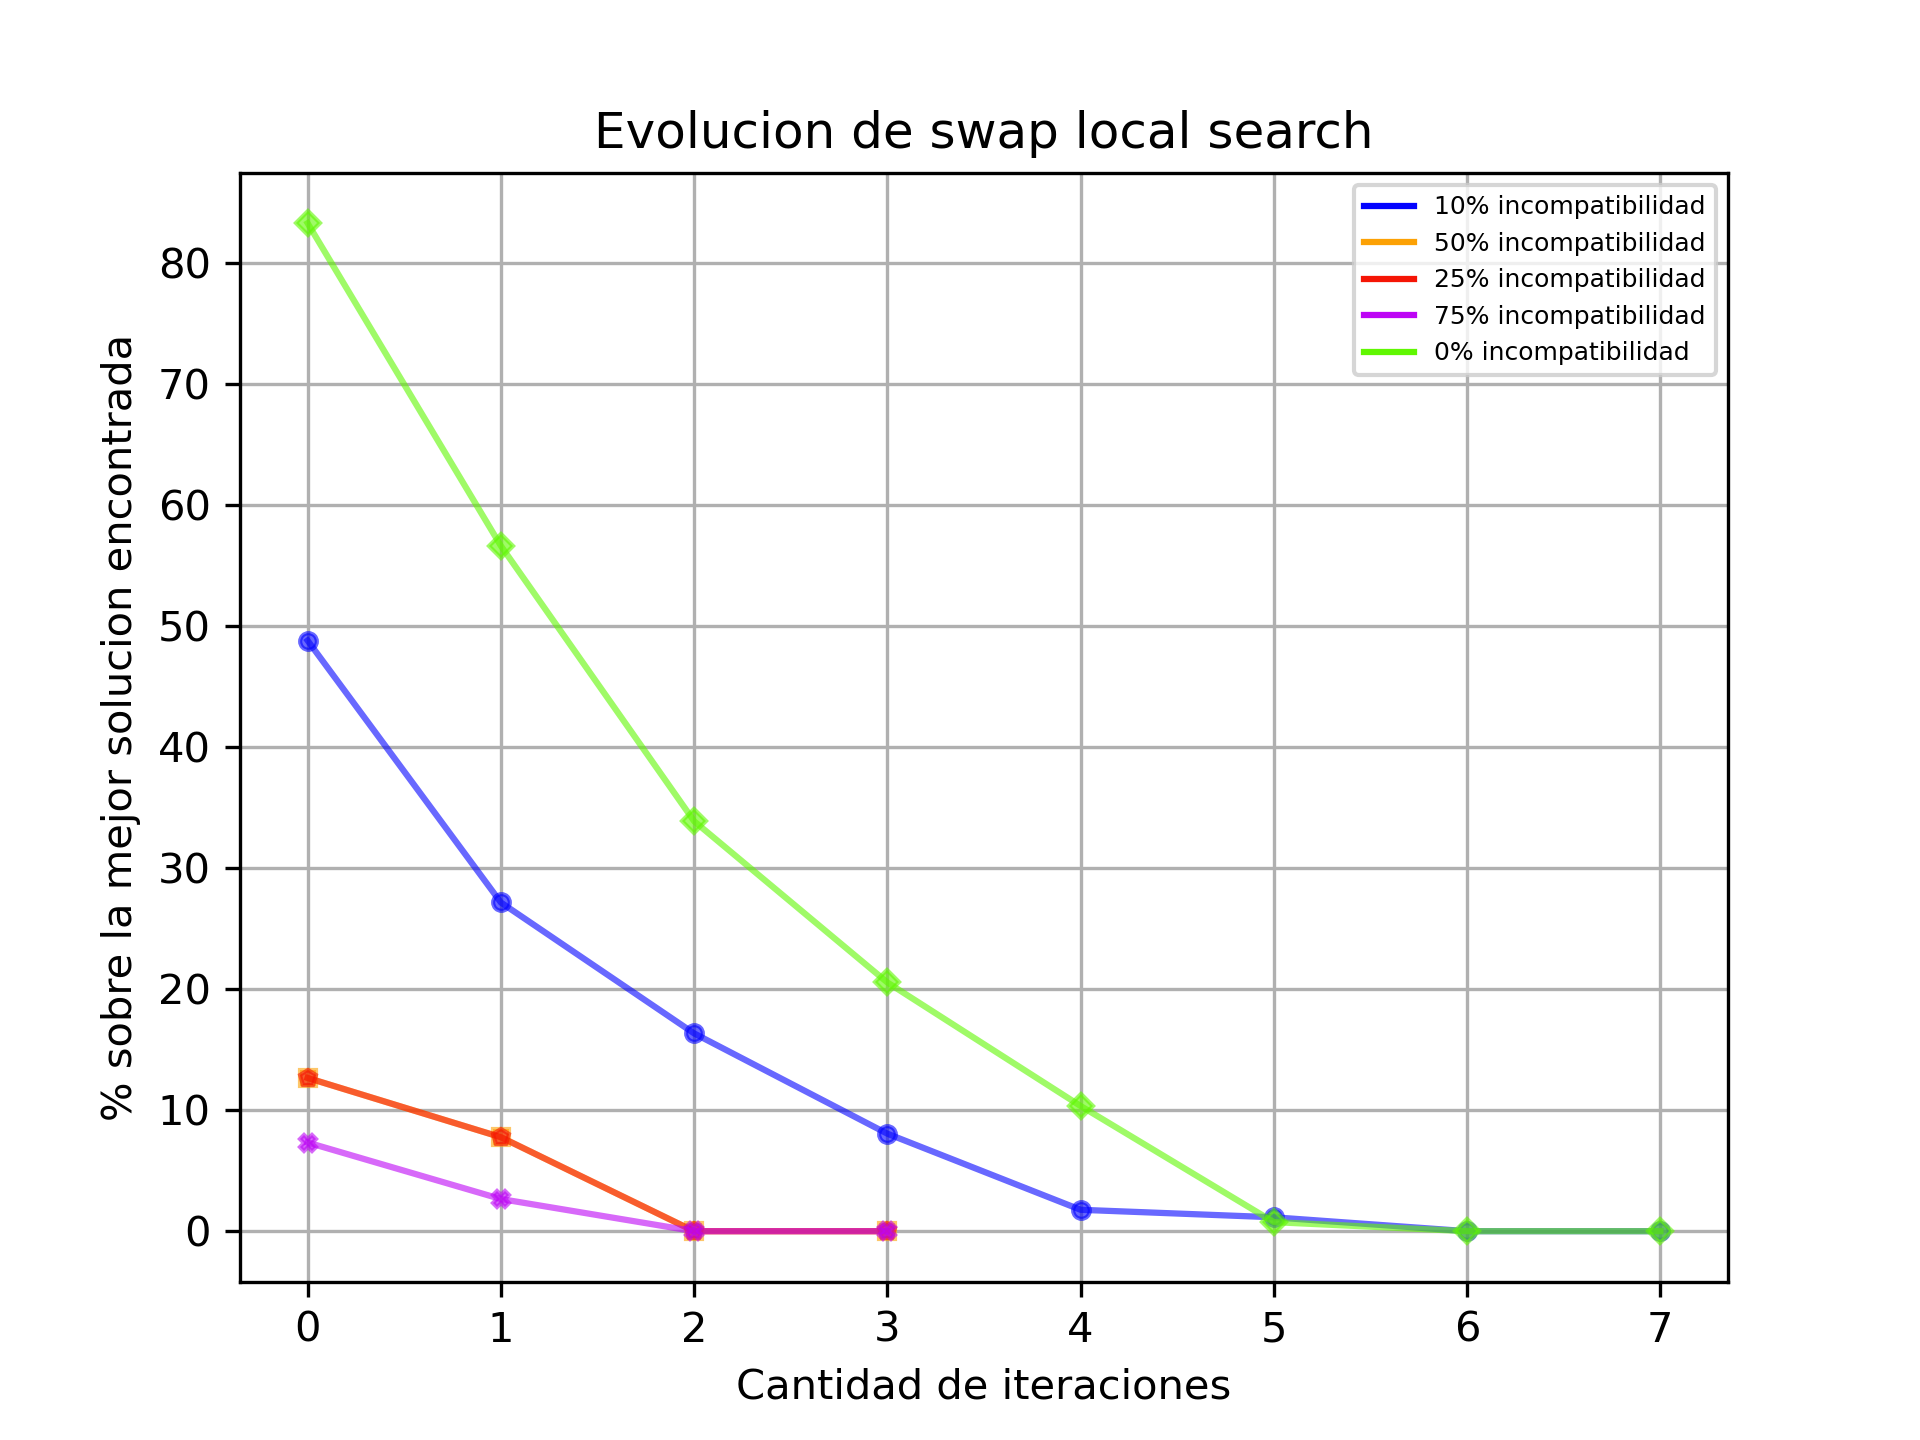 Evolucion de swap local search
10% incompatibilidad
50% incompatibilidad
25% incompatibilidad
75% incompatibilidad
0% incompatibilidad
% sobre la mejor solucion encontrada
80
70
60
50
40
30
20
10
0
0 1 2 3 4 5 6 7
Cantidad de iteraciones